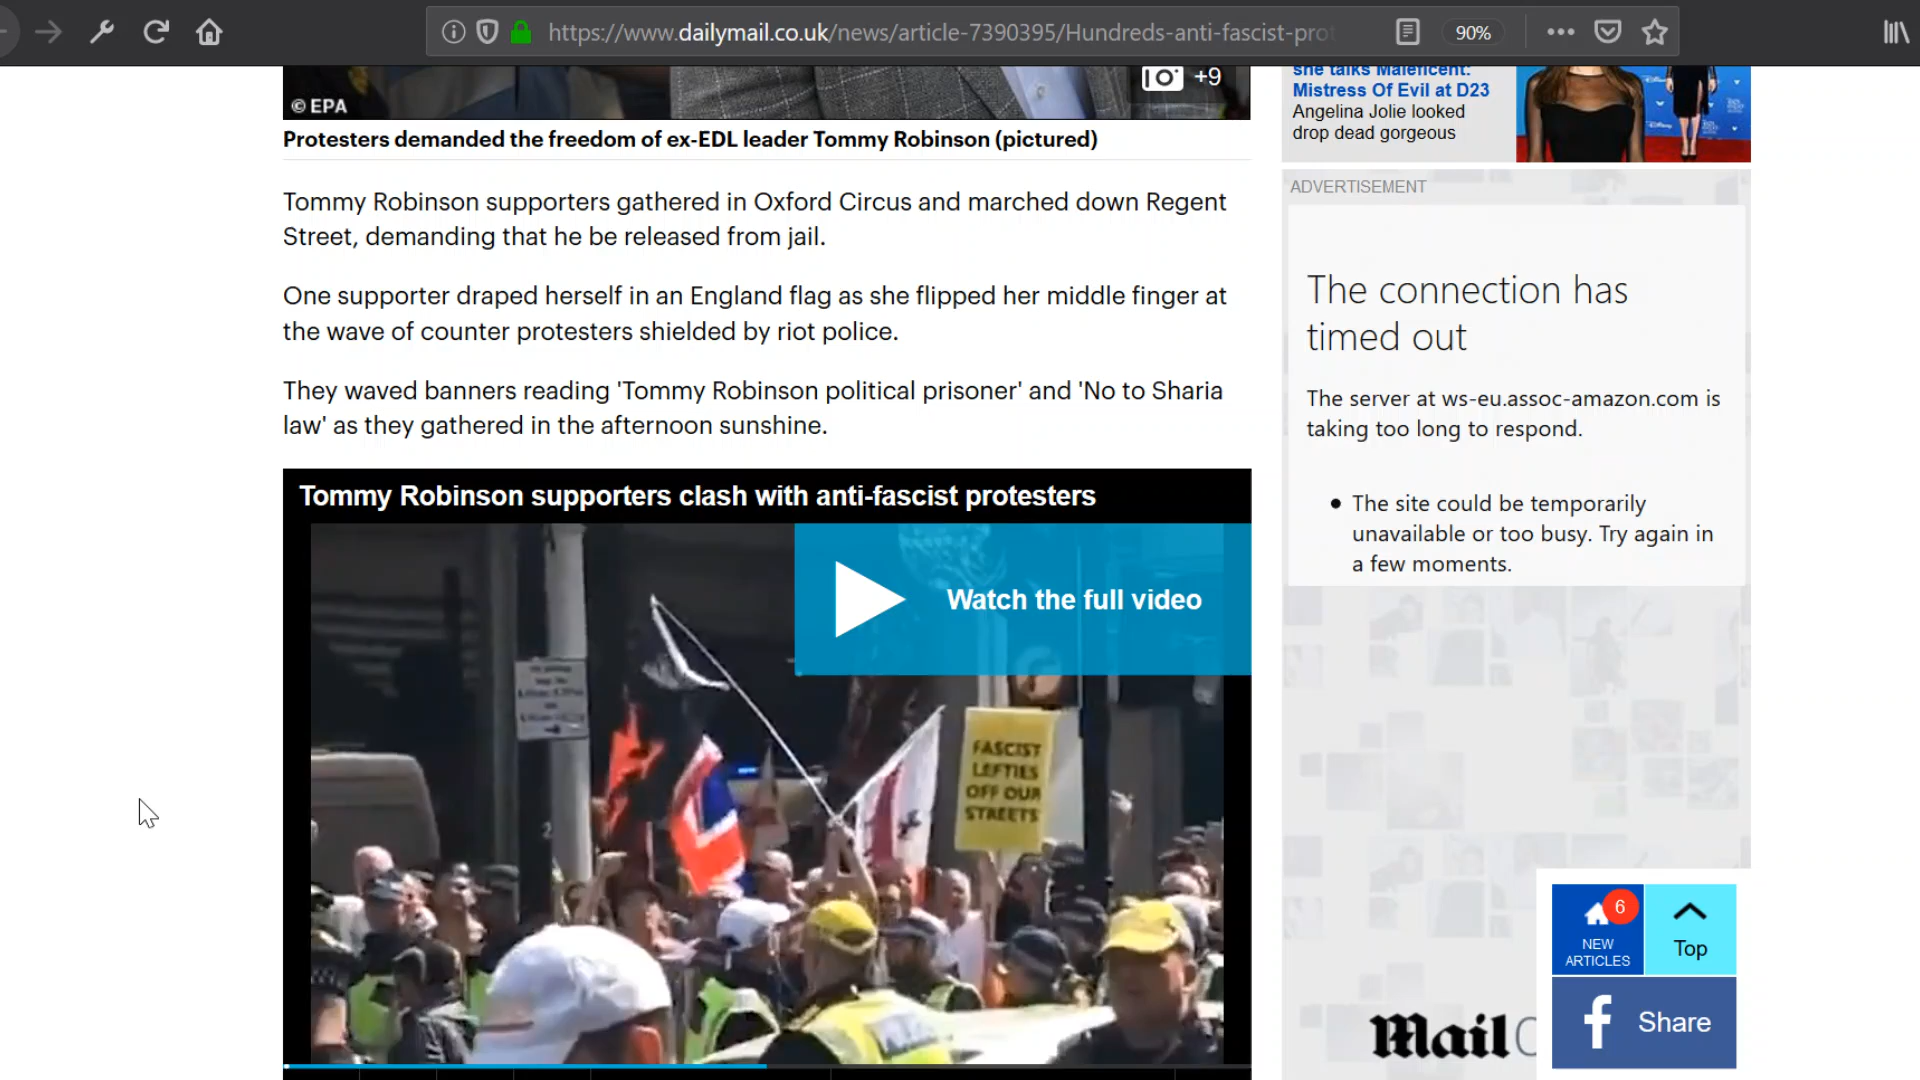 https://www.dailymail.co.uk/news/article-7390395/Hundreds-anti-fascist-prot
90%
+9
© EPA
Protesters demanded the freedom of ex-EDL leader Tommy Robinson (pictured)
Tommy Robinson supporters gathered in Oxford Circus and marched down Regent
Street, demanding that he be released from jail.
One supporter draped herself in an England flag as she flipped her middle finger at
the wave of counter protesters shielded by riot police.
They waved banners reading 'Tommy Robinson political prisoner' and 'No to Sharia
law' as they gathered in the afternoon sunshine.
Tommy Robinson supporters clash with anti-fascist protesters
Watch the full video
FASCIST
LEFTIES
OFF OUR
STREETS
she talks Maleficent:
Mistress Of Evil at D23
Angelina Jolie looked
drop dead gorgeous
ADVERTISEMENT
The connection has
timed out
The server at ws-eu.assoc-amazon.com is
taking too long to respond.
• The site could be temporarily
unavailable or too busy. Try again in
a few moments.
6
NEW
ARTICLES
Top
Share
Mail